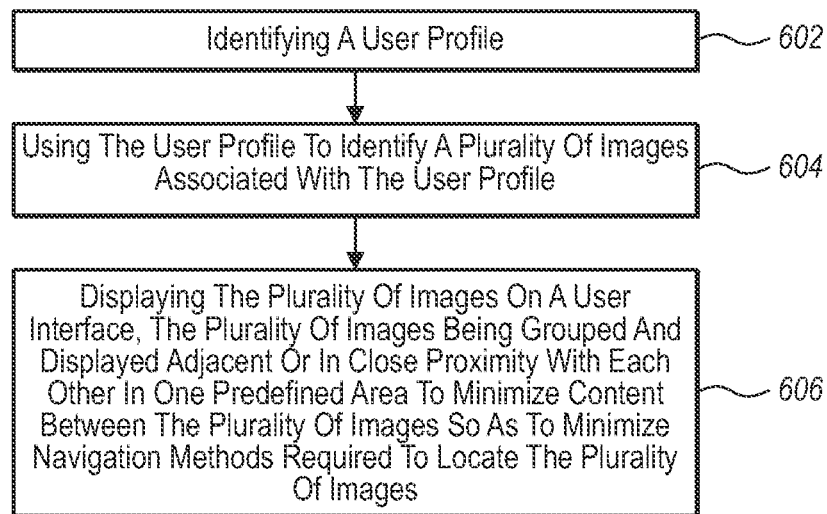 Identifying A User Profile
602
Using The User Profile To Identify A Plurality Of Images
Associated With The User Profile
604
Displaying The Plurality Of Images On A User
Interface, The Plurality Of Images Being Grouped And
Displayed Adjacent Or In Close Proximity With Each
Other In One Predefined Area To Minimize Content
Between The Plurality Of Images So As To Minimize
Navigation Methods Required To Locate The Plurality
Of Images
606